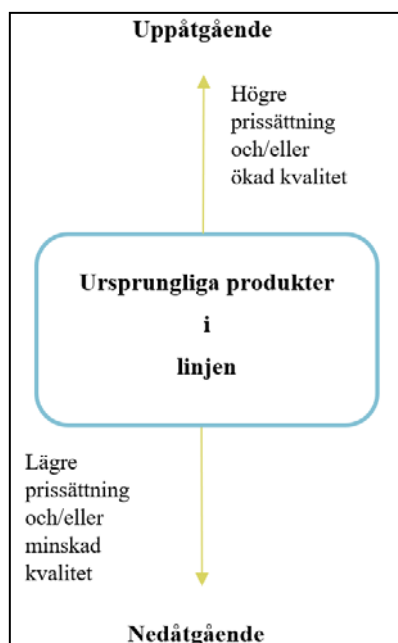 Uppåtgående
Högre
prissättning
och/eller
ökad kvalitet
Ursprungliga produkter
i
linjen
Lägre
prissättning
och/eller
minskad
kvalitet
Nedåtgående